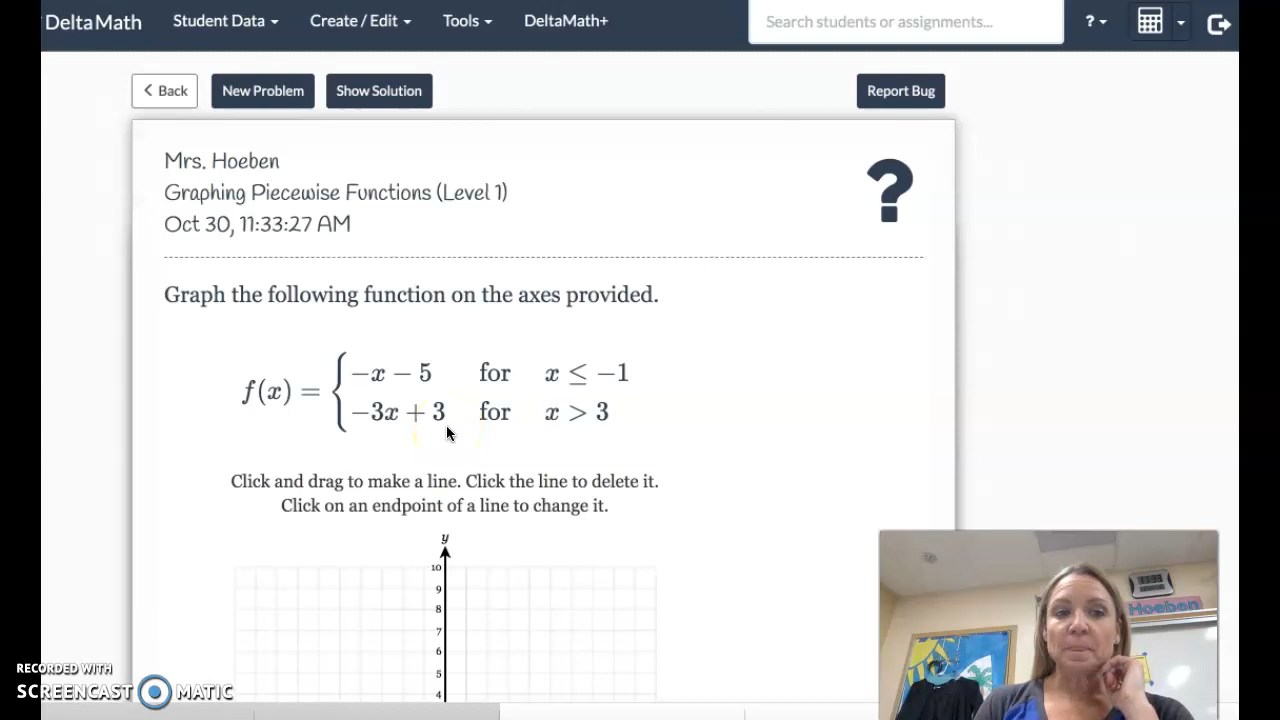 DeltaMath Student Data Create / Edit Tools DeltaMath+ Search students or assignments... ?
Back New Problem Show Solution Report Bug
Mrs. Hoeben
Graphing Piecewise Functions (Level 1)
Oct 30, 11:33:27 AM
?
Graph the following function on the axes provided.
f(x) = { −x − 5 for x ≤ −1
−3x + 3 for x > 3
Click and drag to make a line. Click the line to delete it.
Click on an endpoint of a line to change it.
y
10
9
8
7
6
5
4
Hoeben
RECORDED WITH
SCREENCAST MATIC